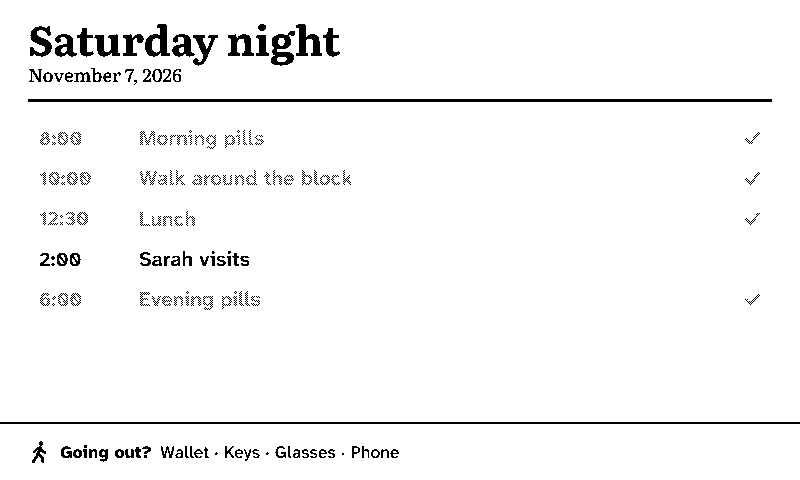 Saturday night
November 7, 2026
8:00 Morning pills ✓
10:00 Walk around the block ✓
12:30 Lunch ✓
2:00 Sarah visits
6:00 Evening pills ✓
Going out? Wallet · Keys · Glasses · Phone